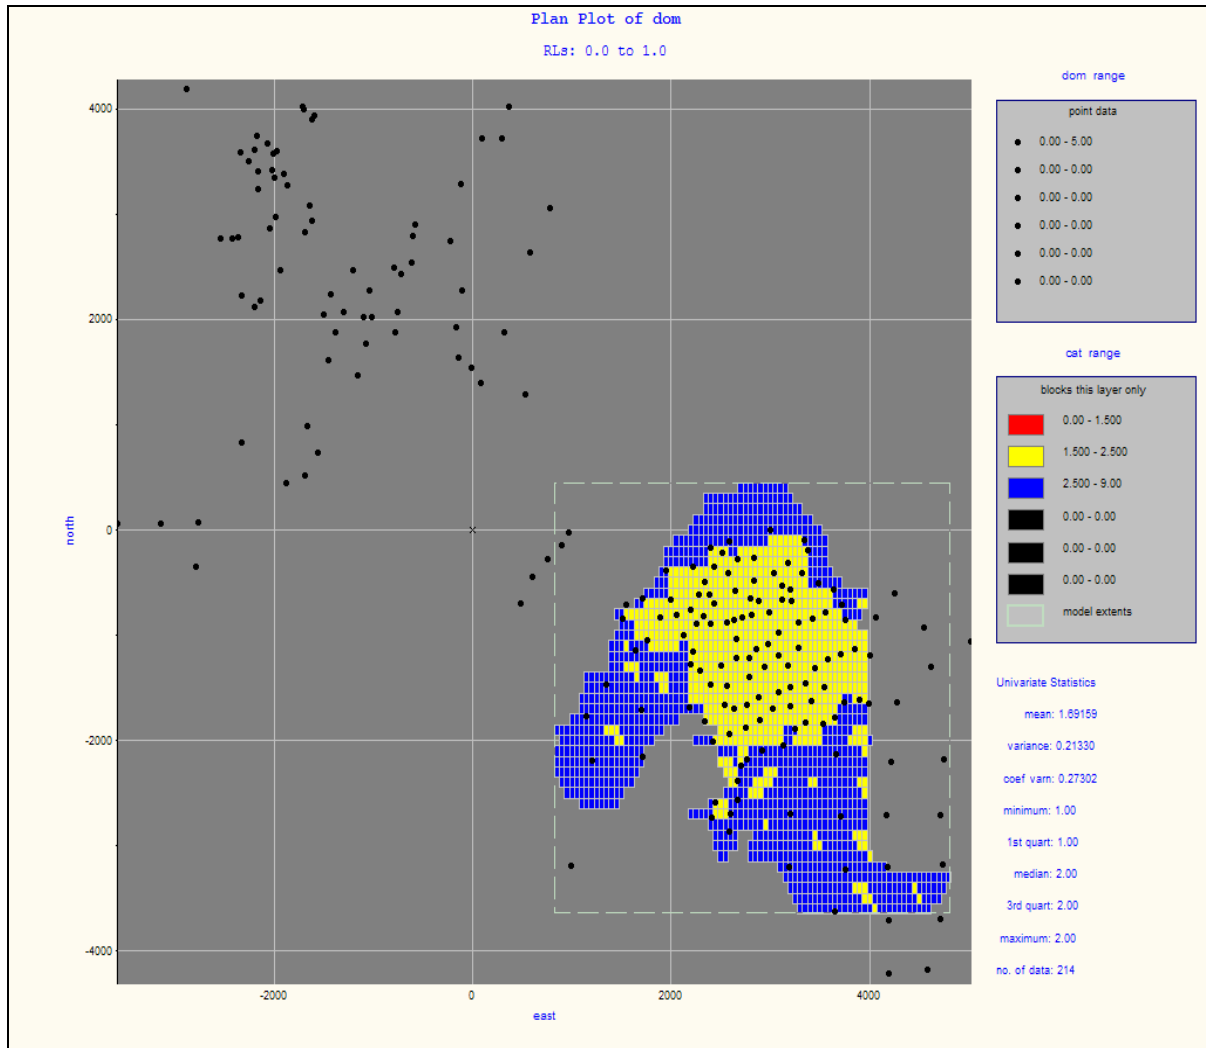 Plan Plot of dom
RLs: 0.0 to 1.0
dom range
point data
0.00 - 5.00
0.00 - 0.00
0.00 - 0.00
0.00 - 0.00
0.00 - 0.00
0.00 - 0.00
cat range
blocks this layer only
0.00 - 1.500
1.500 - 2.500
2.500 - 9.00
0.00 - 0.00
0.00 - 0.00
0.00 - 0.00
model extents
Univariate Statistics
mean: 1.69159
variance: 0.21330
coef varn: 0.27302
minimum: 1.00
1st quart: 1.00
median: 2.00
3rd quart: 2.00
maximum: 2.00
no. of data: 214
4000
2000
0
-2000
-4000
north
-2000
0
2000
4000
east